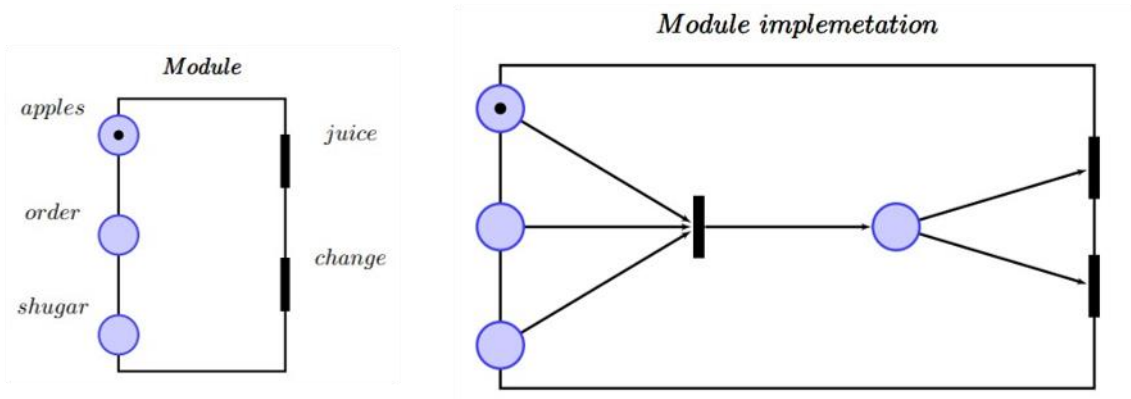 Module
apples
juice
order
change
shugar
Module implemetation